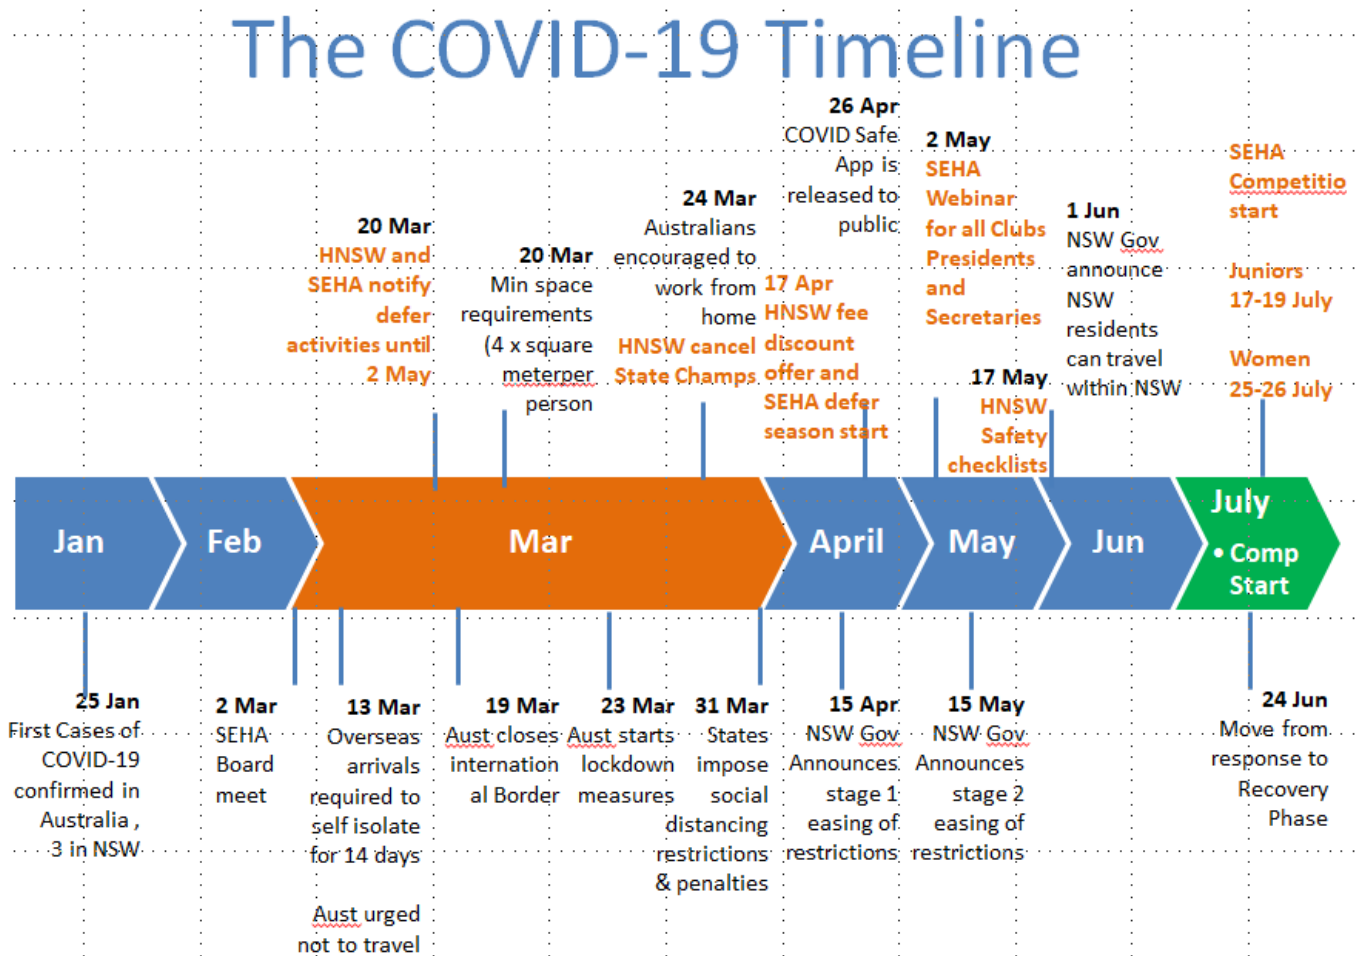 The COVID-19 Timeline
20 Mar
HNSW and
SEHA notify
defer
activities until
2 May
20 Mar
Min space
requirements
(4 x square
meterper
person
24 Mar
Australians
encouraged to
work from
home
HNSW cancel
State Champs
26 Apr
COVID Safe
App is
released to
public
17 Apr
HNSW fee
discount
offer and
SEHA defer
season start
2 May
SEHA
Webinar
for all Clubs
Presidents
and
Secretaries
17 May
HNSW
Safety
checklists
1 Jun
NSW Gov
announce
NSW
residents
can travel
within NSW
SEHA
Competitio
start
Juniors
17-19 July
Women
25-26 July
Jan
Feb
Mar
April
May
Jun
July
• Comp
Start
25 Jan
First Cases of
COVID-19
confirmed in
Australia ,
3 in NSW
2 Mar
SEHA
Board
meet
13 Mar
Overseas
arrivals
required to
self isolate
for 14 days
Aust urged
not to travel
19 Mar
Aust closes
internation
al Border
23 Mar
Aust starts
lockdown
measures
31 Mar
States
impose
social
distancing
restrictions
& penalties
15 Apr
NSW Gov
Announces
stage 1
easing of
restrictions
15 May
NSW Gov
Announces
stage 2
easing of
restrictions
24 Jun
Move from
response to
Recovery
Phase